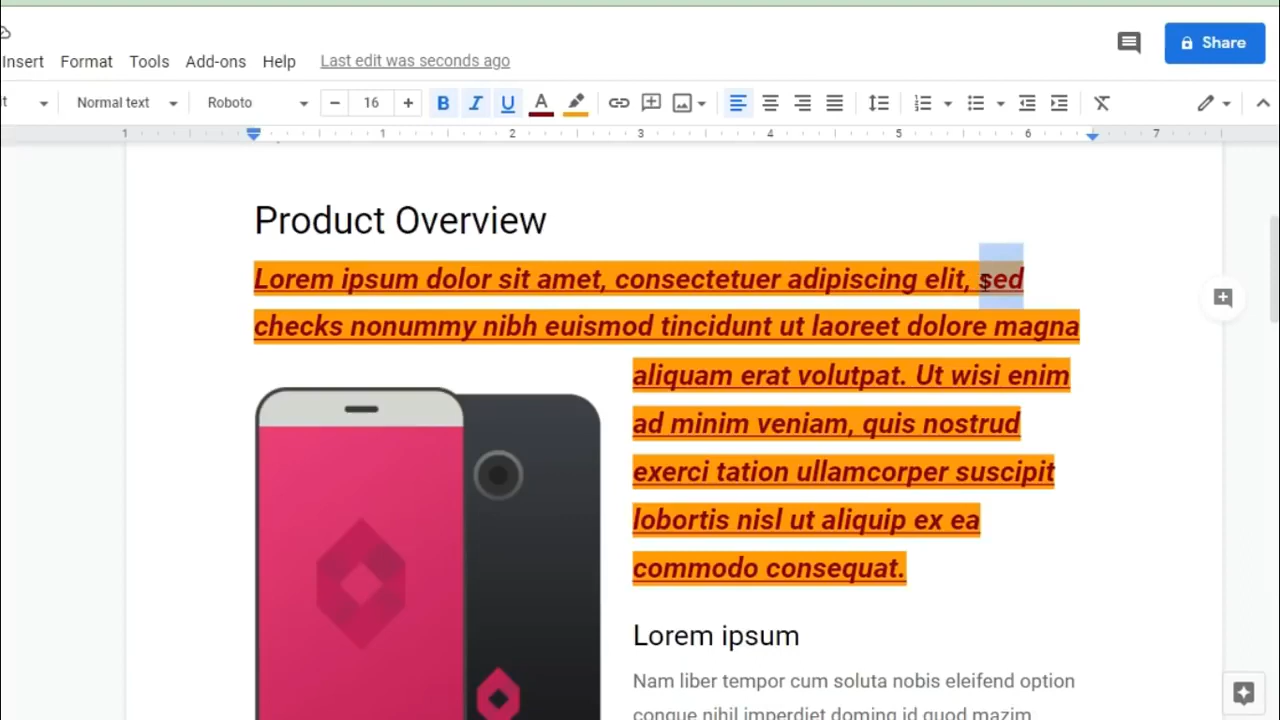 Insert Format Tools Add-ons Help Last edit was seconds ago Share
Normal text Roboto 16 B I U A
1 1 2 3 4 5 6 7
Product Overview
Lorem ipsum dolor sit amet, consectetuer adipiscing elit, sed
checks nonummy nibh euismod tincidunt ut laoreet dolore magna
aliquam erat volutpat. Ut wisi enim
ad minim veniam, quis nostrud
exerci tation ullamcorper suscipit
lobortis nisl ut aliquip ex ea
commodo consequat.
Lorem ipsum
Nam liber tempor cum soluta nobis eleifend option
congue nihil imperdiet doming id quod mazim